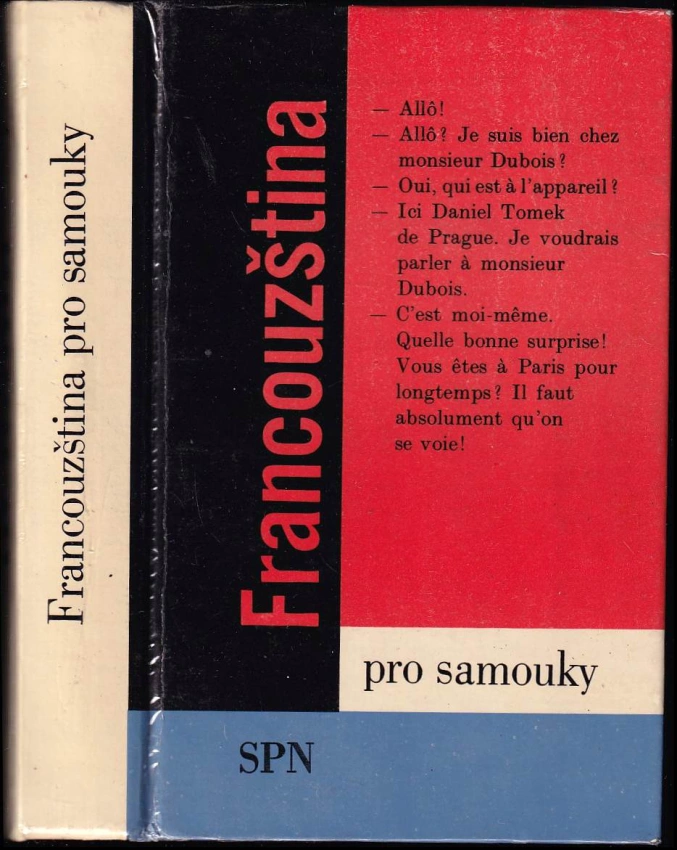 Francouzština pro samouky
Francouzština
— Allô!
— Allô? Je suis bien chez
monsieur Dubois?
— Oui, qui est à l'appareil?
— Ici Daniel Tomek
de Prague. Je voudrais
parler à monsieur
Dubois.
— C'est moi-même.
Quelle bonne surprise!
Vous êtes à Paris pour
longtemps? Il faut
absolument qu'on
se voie!
pro samouky
SPN